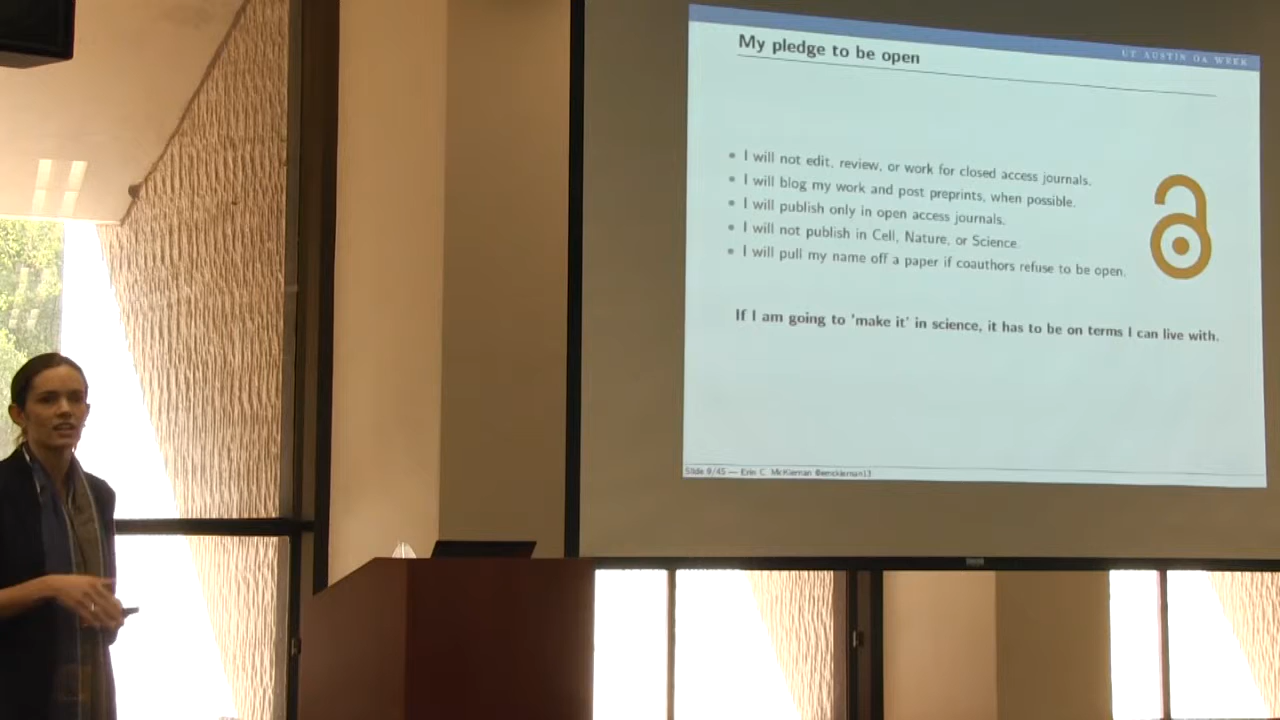 My pledge to be open
UT AUSTIN OA WEEK
• I will not edit, review, or work for closed access journals.
• I will blog my work and post preprints, when possible.
• I will publish only in open access journals.
• I will not publish in Cell, Nature, or Science.
• I will pull my name off a paper if coauthors refuse to be open.
If I am going to 'make it' in science, it has to be on terms I can live with.
Slide 9/45 — Erin C. McKiernan @emckiernan13